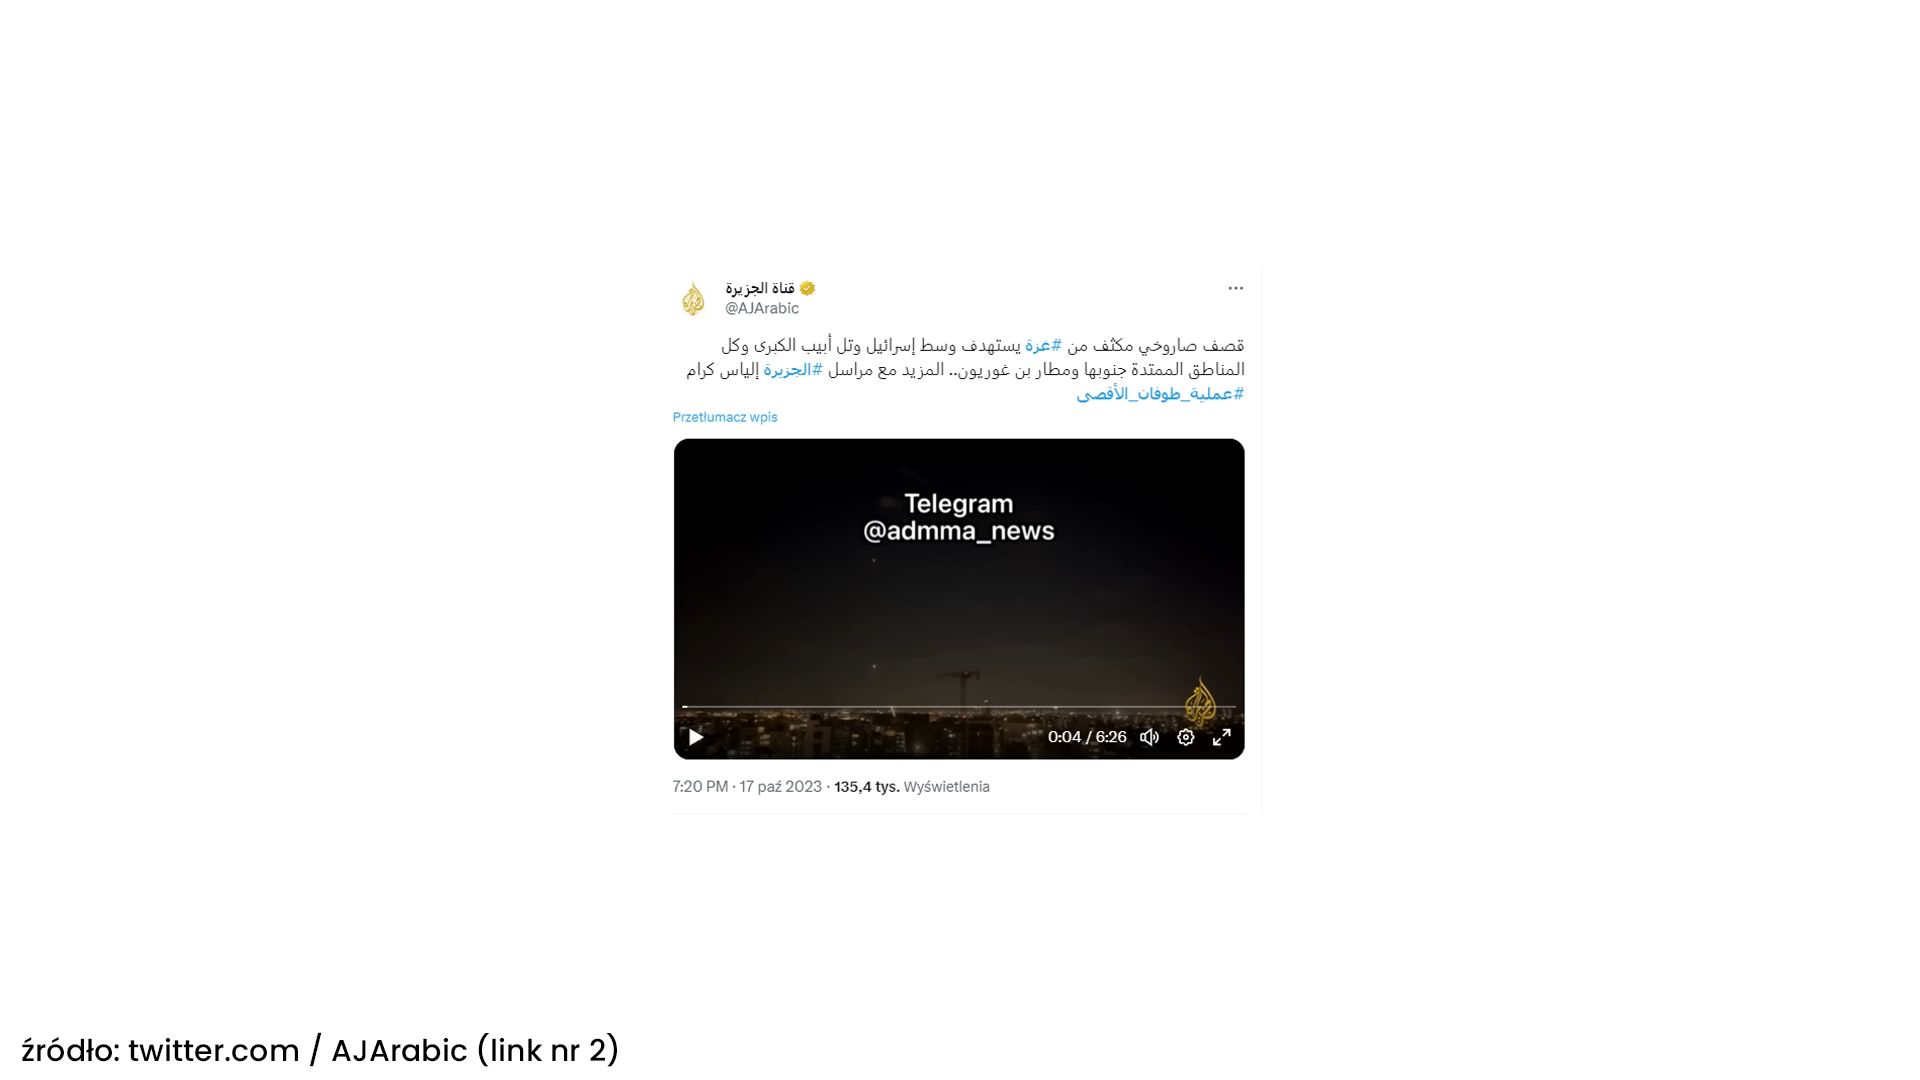 قناة الجزيرة
@AJArabic
قصف صاروخي مكثف من #غزة يستهدف وسط إسرائيل وتل أبيب الكبرى وكل
المناطق الممتدة جنوبها ومطار بن غوريون.. المزيد مع مراسل #الجزيرة إلياس كرام
#عملية_طوفان_الأقصى
Przetłumacz wpis
Telegram
@admma_news
0:04 / 6:26
7:20 PM · 17 paź 2023 · 135,4 tys. Wyświetlenia
źródło: twitter.com / AJArabic (link nr 2)